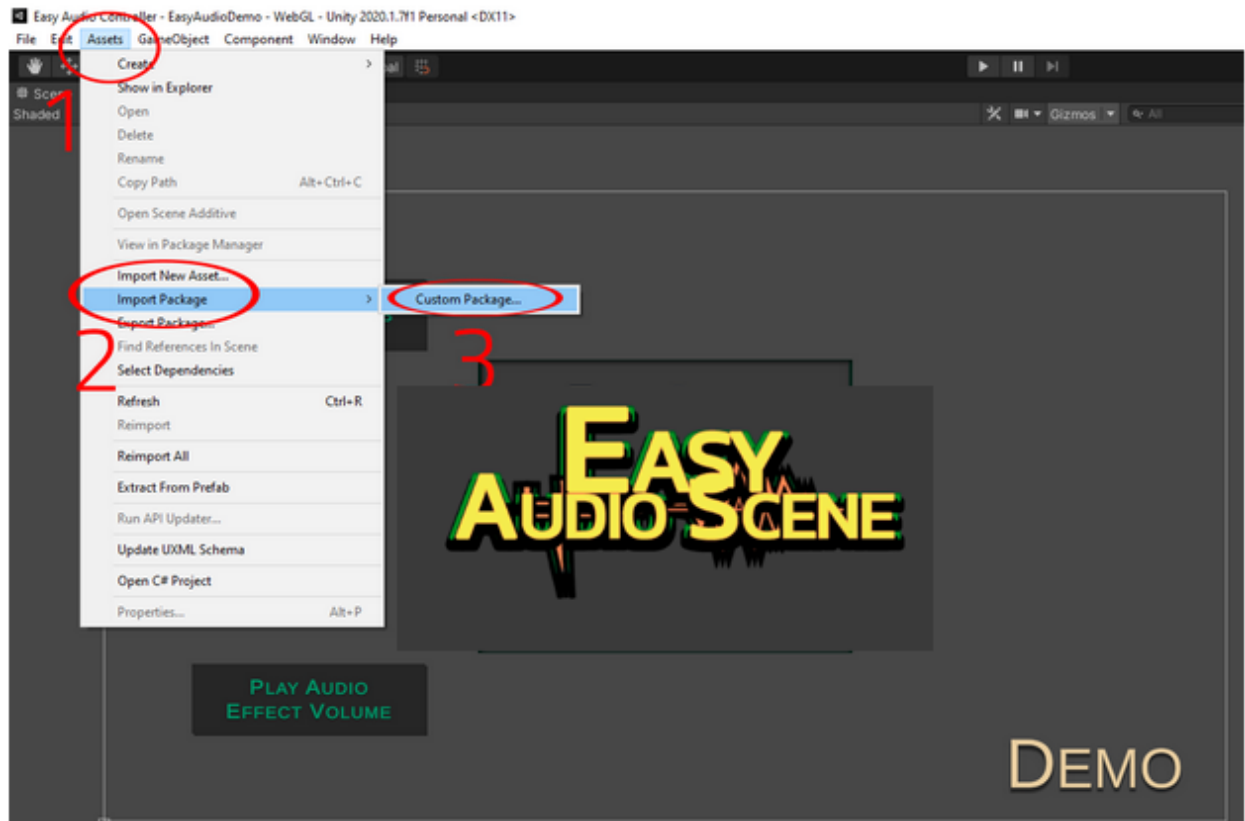 Easy Audio Controller - EasyAudioDemo - WebGL - Unity 2020.1.7f1 Personal <DX11>
File Edit Assets GameObject Component Window Help
Create
Show in Explorer
Shaded
Gizmos
All
1
Open
Delete
Rename
Copy Path Alt+Ctrl+C
Open Scene Additive
View in Package Manager
Import New Asset...
Import Package
Custom Package...
Export Package...
2
3
Find References In Scene
Select Dependencies
Refresh Ctrl+R
Reimport
Reimport All
Extract From Prefab
Run API Updater...
Update UXML Schema
Open C# Project
Properties... Alt+P
EASY
AUDIO SCENE
PLAY AUDIO
EFFECT VOLUME
DEMO